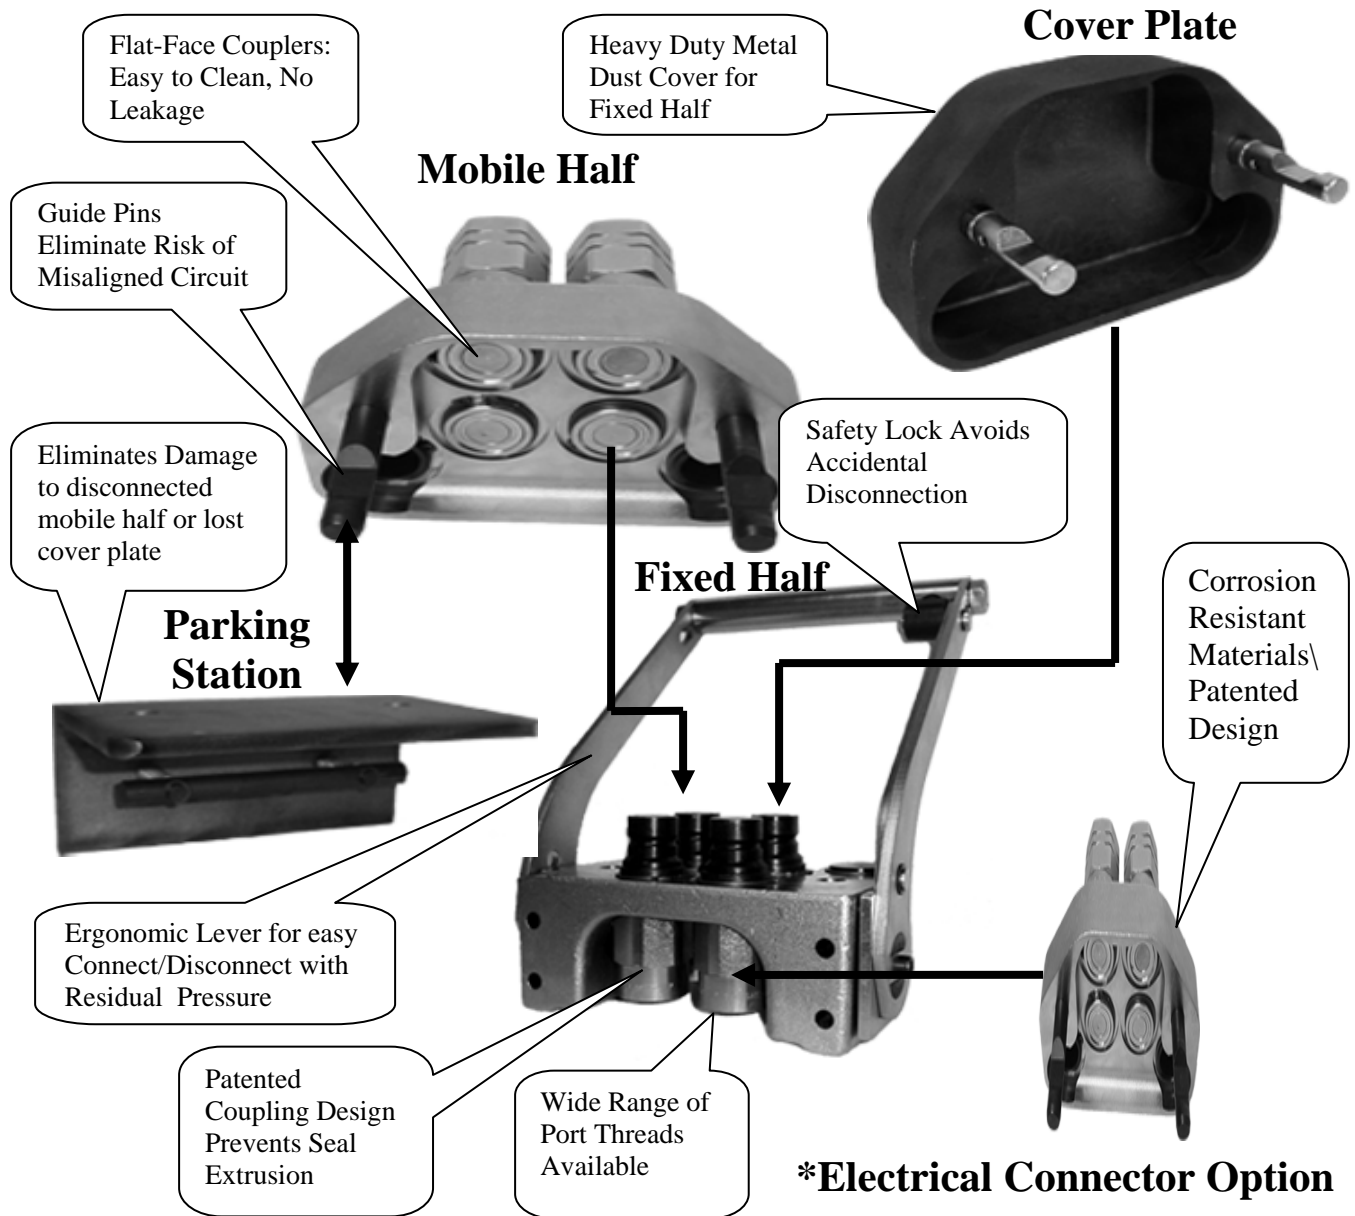 Cover Plate
Flat-Face Couplers:
Easy to Clean, No
Leakage
Heavy Duty Metal
Dust Cover for
Fixed Half
Mobile Half
Guide Pins
Eliminate Risk of
Misaligned Circuit
Eliminates Damage
to disconnected
mobile half or lost
cover plate
Safety Lock Avoids
Accidental
Disconnection
Fixed Half
Parking
Station
Corrosion
Resistant
Materials\
Patented
Design
Ergonomic Lever for easy
Connect/Disconnect with
Residual  Pressure
Patented
Coupling Design
Prevents Seal
Extrusion
Wide Range of
Port Threads
Available
*Electrical Connector Option